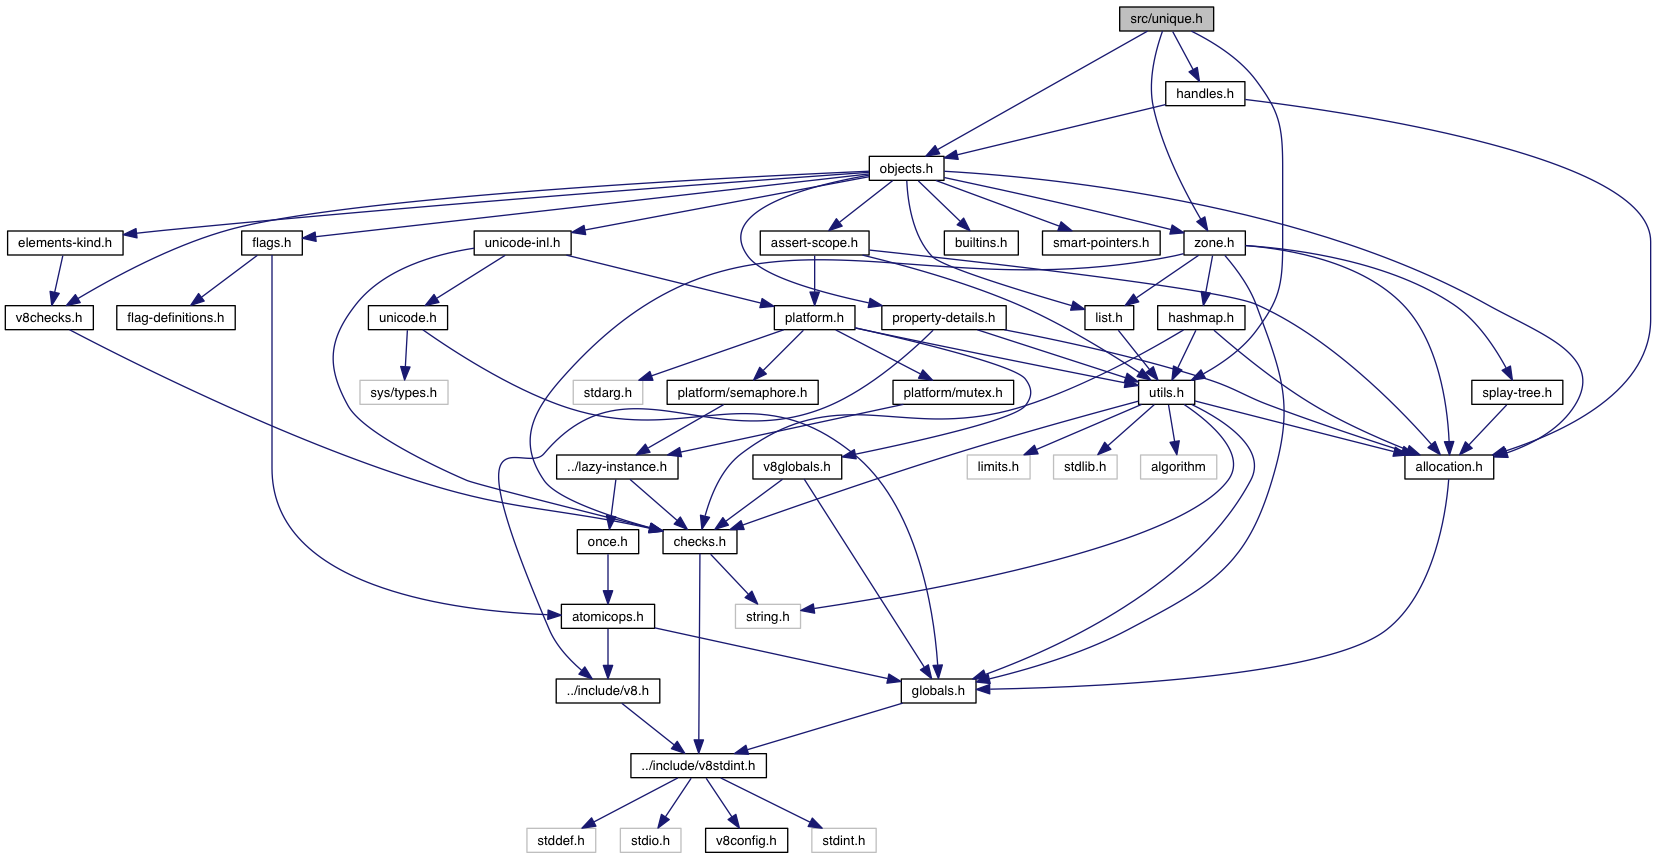 src/unique.h
handles.h
objects.h
elements-kind.h
flags.h
unicode-inl.h
assert-scope.h
builtins.h
smart-pointers.h
zone.h
v8checks.h
flag-definitions.h
unicode.h
platform.h
property-details.h
list.h
hashmap.h
sys/types.h
stdarg.h
platform/semaphore.h
platform/mutex.h
utils.h
splay-tree.h
../lazy-instance.h
v8globals.h
limits.h
stdlib.h
algorithm
allocation.h
once.h
checks.h
atomicops.h
string.h
../include/v8.h
globals.h
../include/v8stdint.h
stddef.h
stdio.h
v8config.h
stdint.h